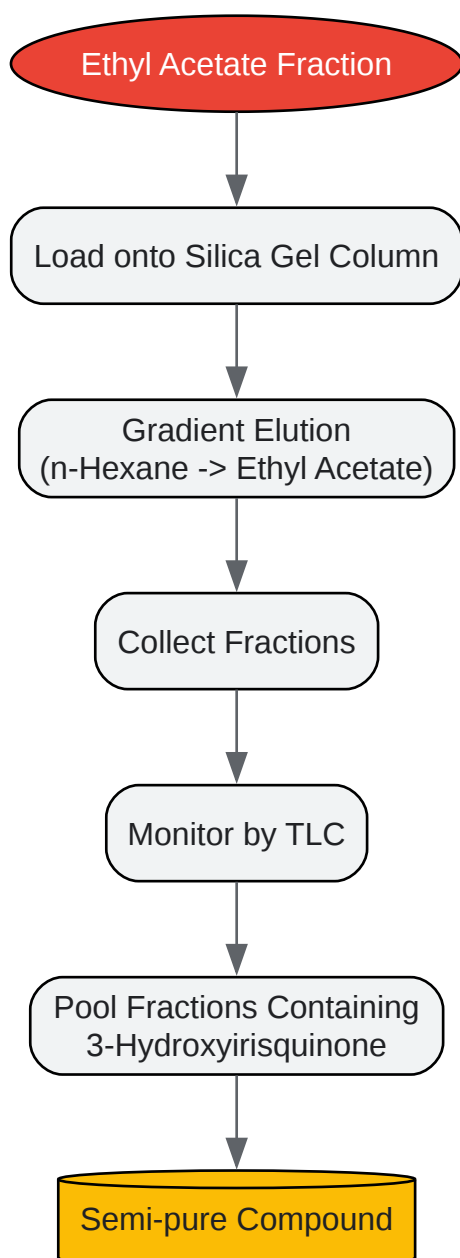 Ethyl Acetate Fraction
Load onto Silica Gel Column
Gradient Elution
(n-Hexane -> Ethyl Acetate)
Collect Fractions
Monitor by TLC
Pool Fractions Containing
3-Hydroxyirisquinone
Semi-pure Compound